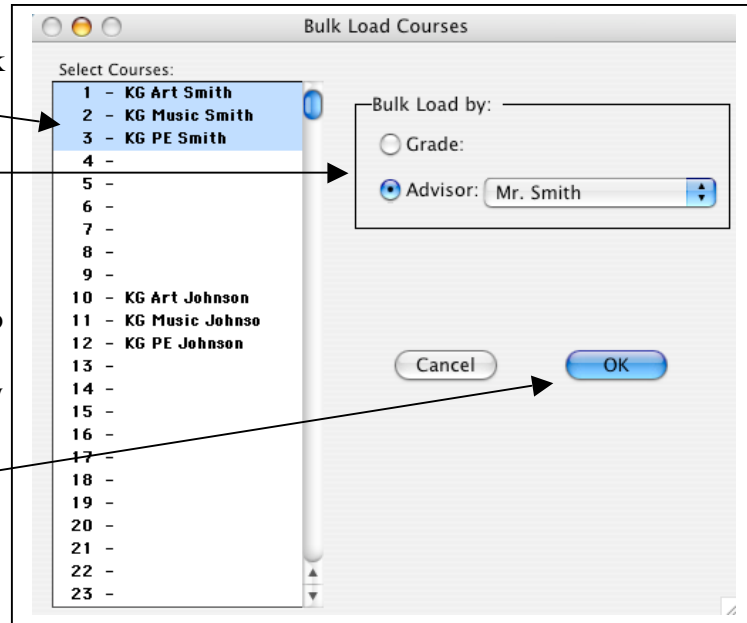 Bulk Load Courses
Select Courses:
1 - KG Art Smith
2 - KG Music Smith
3 - KG PE Smith
4 -
5 -
6 -
7 -
8 -
9 -
10 - KG Art Johnson
11 - KG Music Johnso
12 - KG PE Johnson
13 -
14 -
15 -
16 -
17 -
18 -
19 -
20 -
21 -
22 -
23 -
Bulk Load by:
Grade:
Advisor: Mr. Smith
Cancel OK